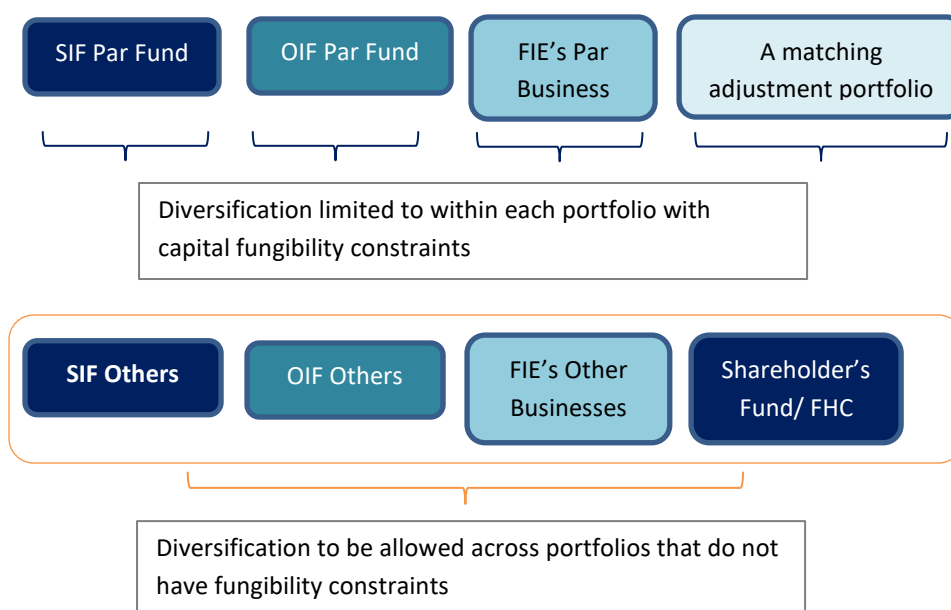 SIF Par Fund
OIF Par Fund
FIE’s Par
Business
A matching
adjustment portfolio
Diversification limited to within each portfolio with
capital fungibility constraints
SIF Others
OIF Others
FIE’s Other
Businesses
Shareholder’s
Fund/ FHC
Diversification to be allowed across portfolios that do not
have fungibility constraints